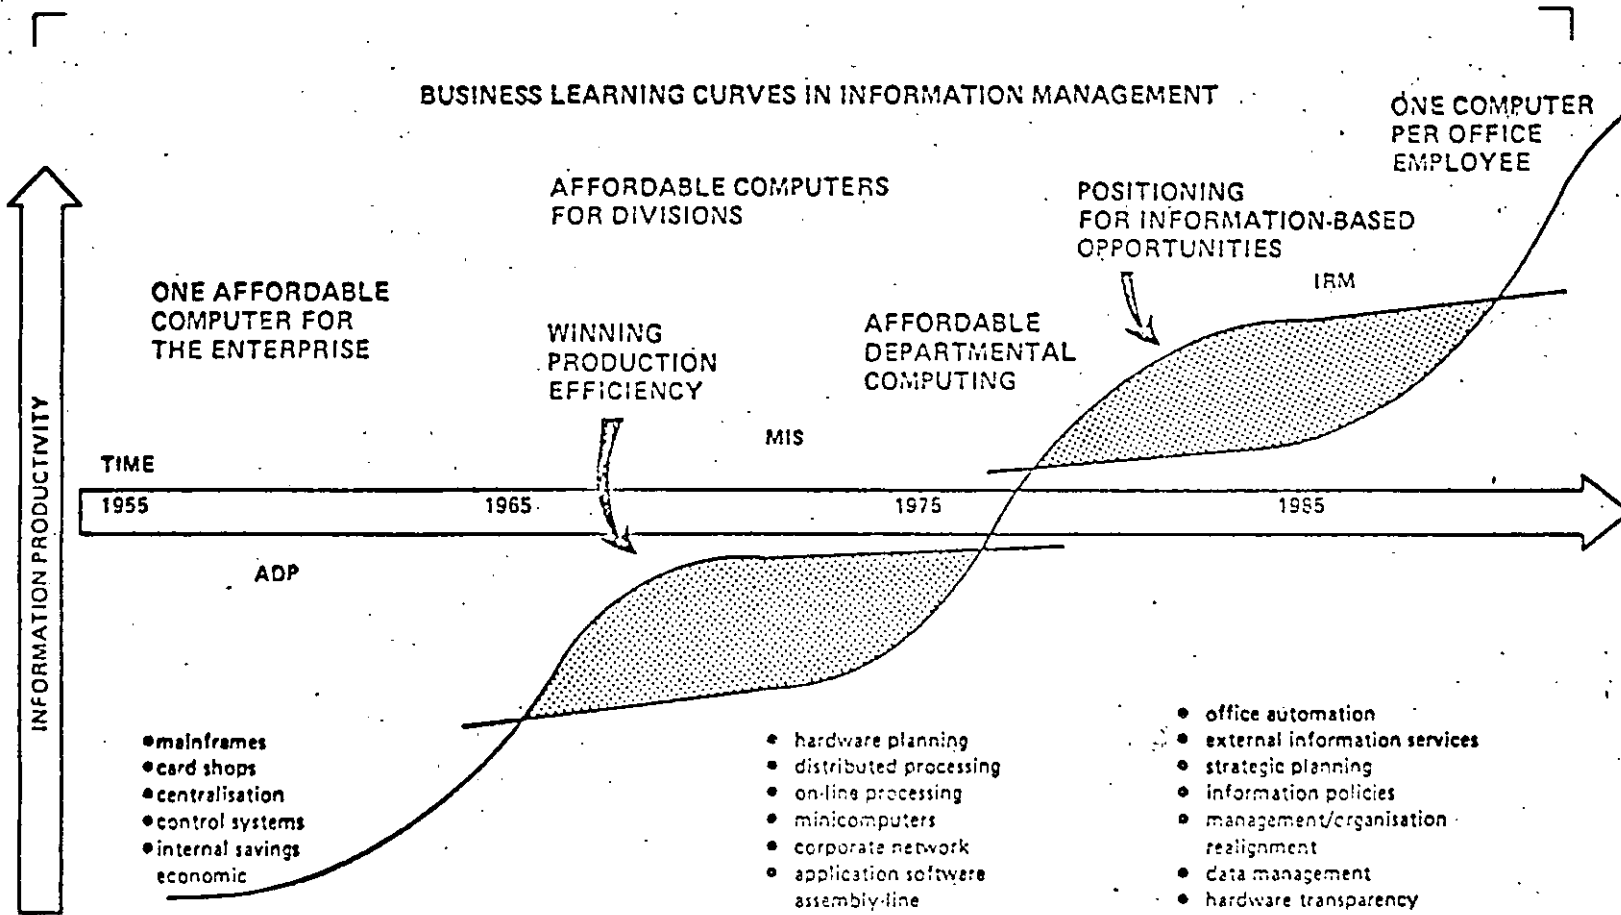 BUSINESS LEARNING CURVES IN INFORMATION MANAGEMENT
ONE COMPUTER
PER OFFICE
EMPLOYEE
AFFORDABLE COMPUTERS
FOR DIVISIONS
POSITIONING
FOR INFORMATION-BASED
OPPORTUNITIES
IRM
ONE AFFORDABLE
COMPUTER FOR
THE ENTERPRISE
WINNING
PRODUCTION
EFFICIENCY
AFFORDABLE
DEPARTMENTAL
COMPUTING
MIS
INFORMATION PRODUCTIVITY
TIME
1955 1965 1975 1985
ADP
•mainframes
•card shops
•centralisation
•control systems
•internal savings
economic
• hardware planning
• distributed processing
• on-line processing
• minicomputers
• corporate network
• application software
assembly-line
• office automation
• external information services
• strategic planning
• information policies
• management/organisation
realignment
• data management
• hardware transparency